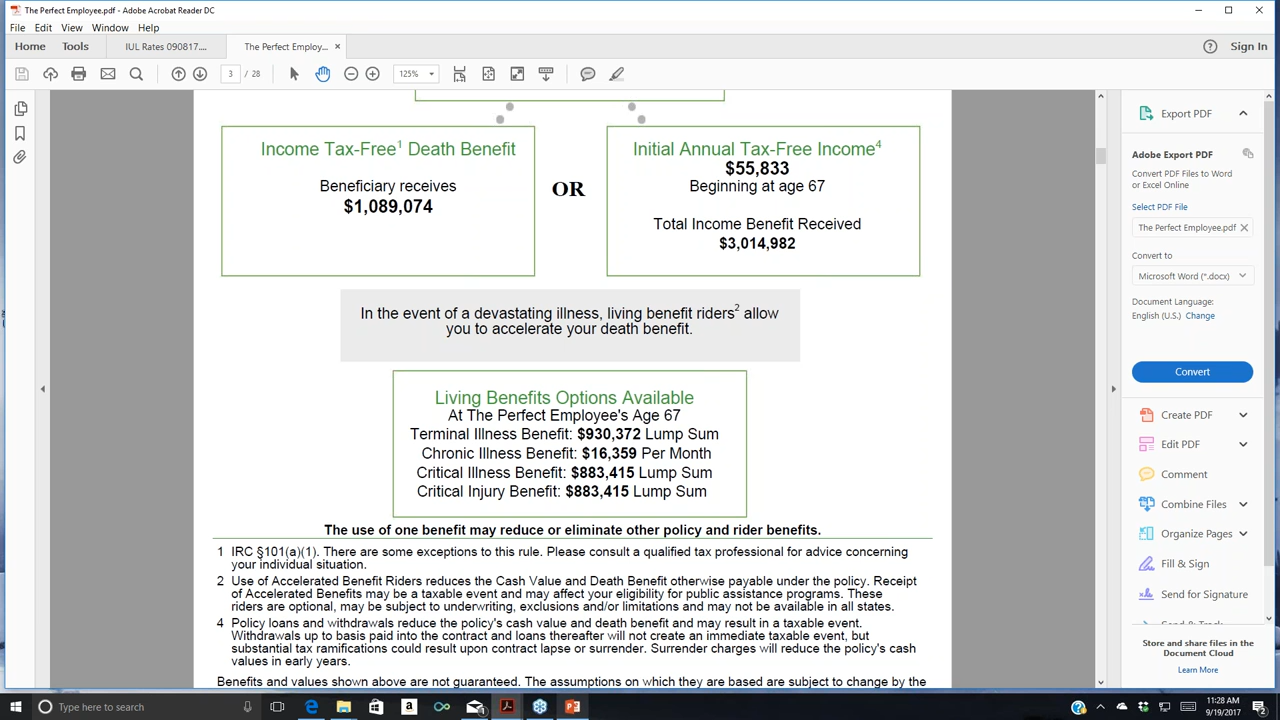 The Perfect Employee.pdf - Adobe Acrobat Reader DC
File Edit View Window Help
Home Tools IUL Rates 090817.... The Perfect Employ... × Sign In
3 / 28 125%
Income Tax-Free1 Death Benefit
Beneficiary receives
$1,089,074
OR
Initial Annual Tax-Free Income4
$55,833
Beginning at age 67
Total Income Benefit Received
$3,014,982
In the event of a devastating illness, living benefit riders2 allow
you to accelerate your death benefit.
Living Benefits Options Available
At The Perfect Employee's Age 67
Terminal Illness Benefit: $930,372 Lump Sum
Chronic Illness Benefit: $16,359 Per Month
Critical Illness Benefit: $883,415 Lump Sum
Critical Injury Benefit: $883,415 Lump Sum
The use of one benefit may reduce or eliminate other policy and rider benefits.
1 IRC §101(a)(1). There are some exceptions to this rule. Please consult a qualified tax professional for advice concerning
your individual situation.
2 Use of Accelerated Benefit Riders reduces the Cash Value and Death Benefit otherwise payable under the policy. Receipt
of Accelerated Benefits may be a taxable event and may affect your eligibility for public assistance programs. These
riders are optional, may be subject to underwriting, exclusions and/or limitations and may not be available in all states.
4 Policy loans and withdrawals reduce the policy's cash value and death benefit and may result in a taxable event.
Withdrawals up to basis paid into the contract and loans thereafter will not create an immediate taxable event, but
substantial tax ramifications could result upon contract lapse or surrender. Surrender charges will reduce the policy's cash
values in early years.
Benefits and values shown above are not guaranteed. The assumptions on which they are based are subject to change by the
Export PDF
Adobe Export PDF
Convert PDF Files to Word
or Excel Online
Select PDF File
The Perfect Employee.pdf ×
Convert to
Microsoft Word (*.docx)
Document Language:
English (U.S.) Change
Convert
Create PDF
Edit PDF
Comment
Combine Files
Organize Pages
Fill & Sign
Send for Signature
Store and share files in the
Document Cloud
Learn More
Type here to search
11:28 AM
9/19/2017